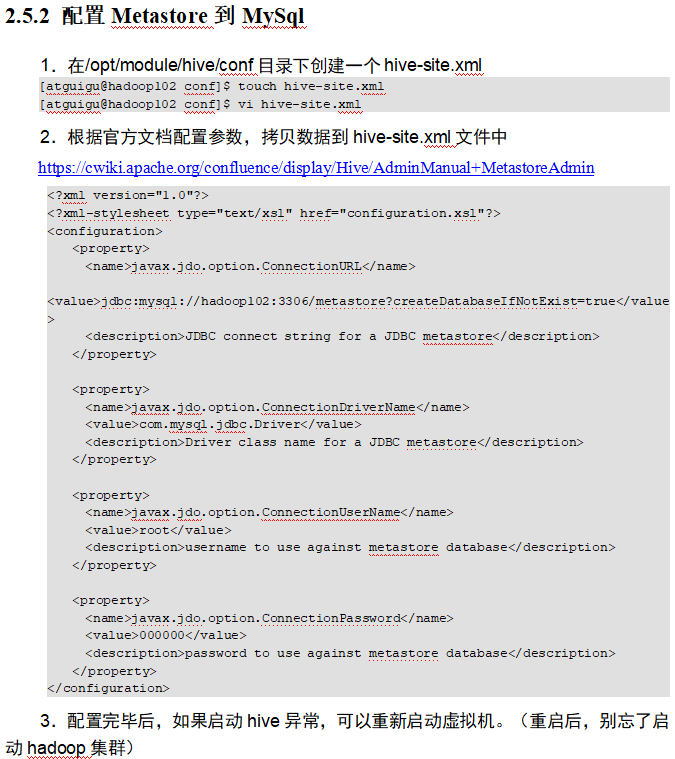 2.5.2 配置 Metastore 到 MySql
1．在/opt/module/hive/conf 目录下创建一个 hive-site.xml
[atguigu@hadoop102 conf]$ touch hive-site.xml
[atguigu@hadoop102 conf]$ vi hive-site.xml
2．根据官方文档配置参数，拷贝数据到 hive-site.xml 文件中
https://cwiki.apache.org/confluence/display/Hive/AdminManual+MetastoreAdmin
<?xml version="1.0"?>
<?xml-stylesheet type="text/xsl" href="configuration.xsl"?>
<configuration>
<property>
<name>javax.jdo.option.ConnectionURL</name>
<value>jdbc:mysql://hadoop102:3306/metastore?createDatabaseIfNotExist=true</value
>
<description>JDBC connect string for a JDBC metastore</description>
</property>
<property>
<name>javax.jdo.option.ConnectionDriverName</name>
<value>com.mysql.jdbc.Driver</value>
<description>Driver class name for a JDBC metastore</description>
</property>
<property>
<name>javax.jdo.option.ConnectionUserName</name>
<value>root</value>
<description>username to use against metastore database</description>
</property>
<property>
<name>javax.jdo.option.ConnectionPassword</name>
<value>000000</value>
<description>password to use against metastore database</description>
</property>
</configuration>
3．配置完毕后，如果启动 hive 异常，可以重新启动虚拟机。（重启后，别忘了启
动 hadoop 集群）